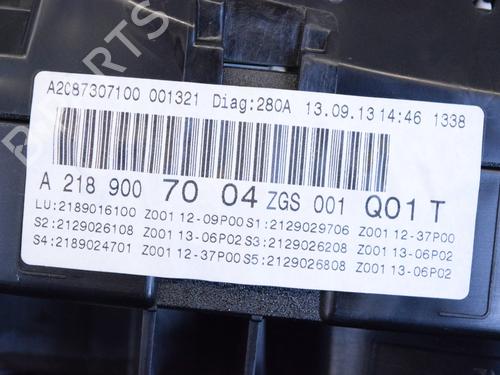 A2C87307100 001321 Diag:280A 13.09.13 14:46 1338
A 218 900 70 04 ZGS 001 Q01 T
LU:2189016100 Z001 12-09P00 S1:2129029706 Z001 12-37P00
S2:2129026108 Z001 13-06P02 S3:2129026208 Z001 13-06P02
S4:2189024701 Z001 12-37P00 S5:2129026808 Z001 13-06P02